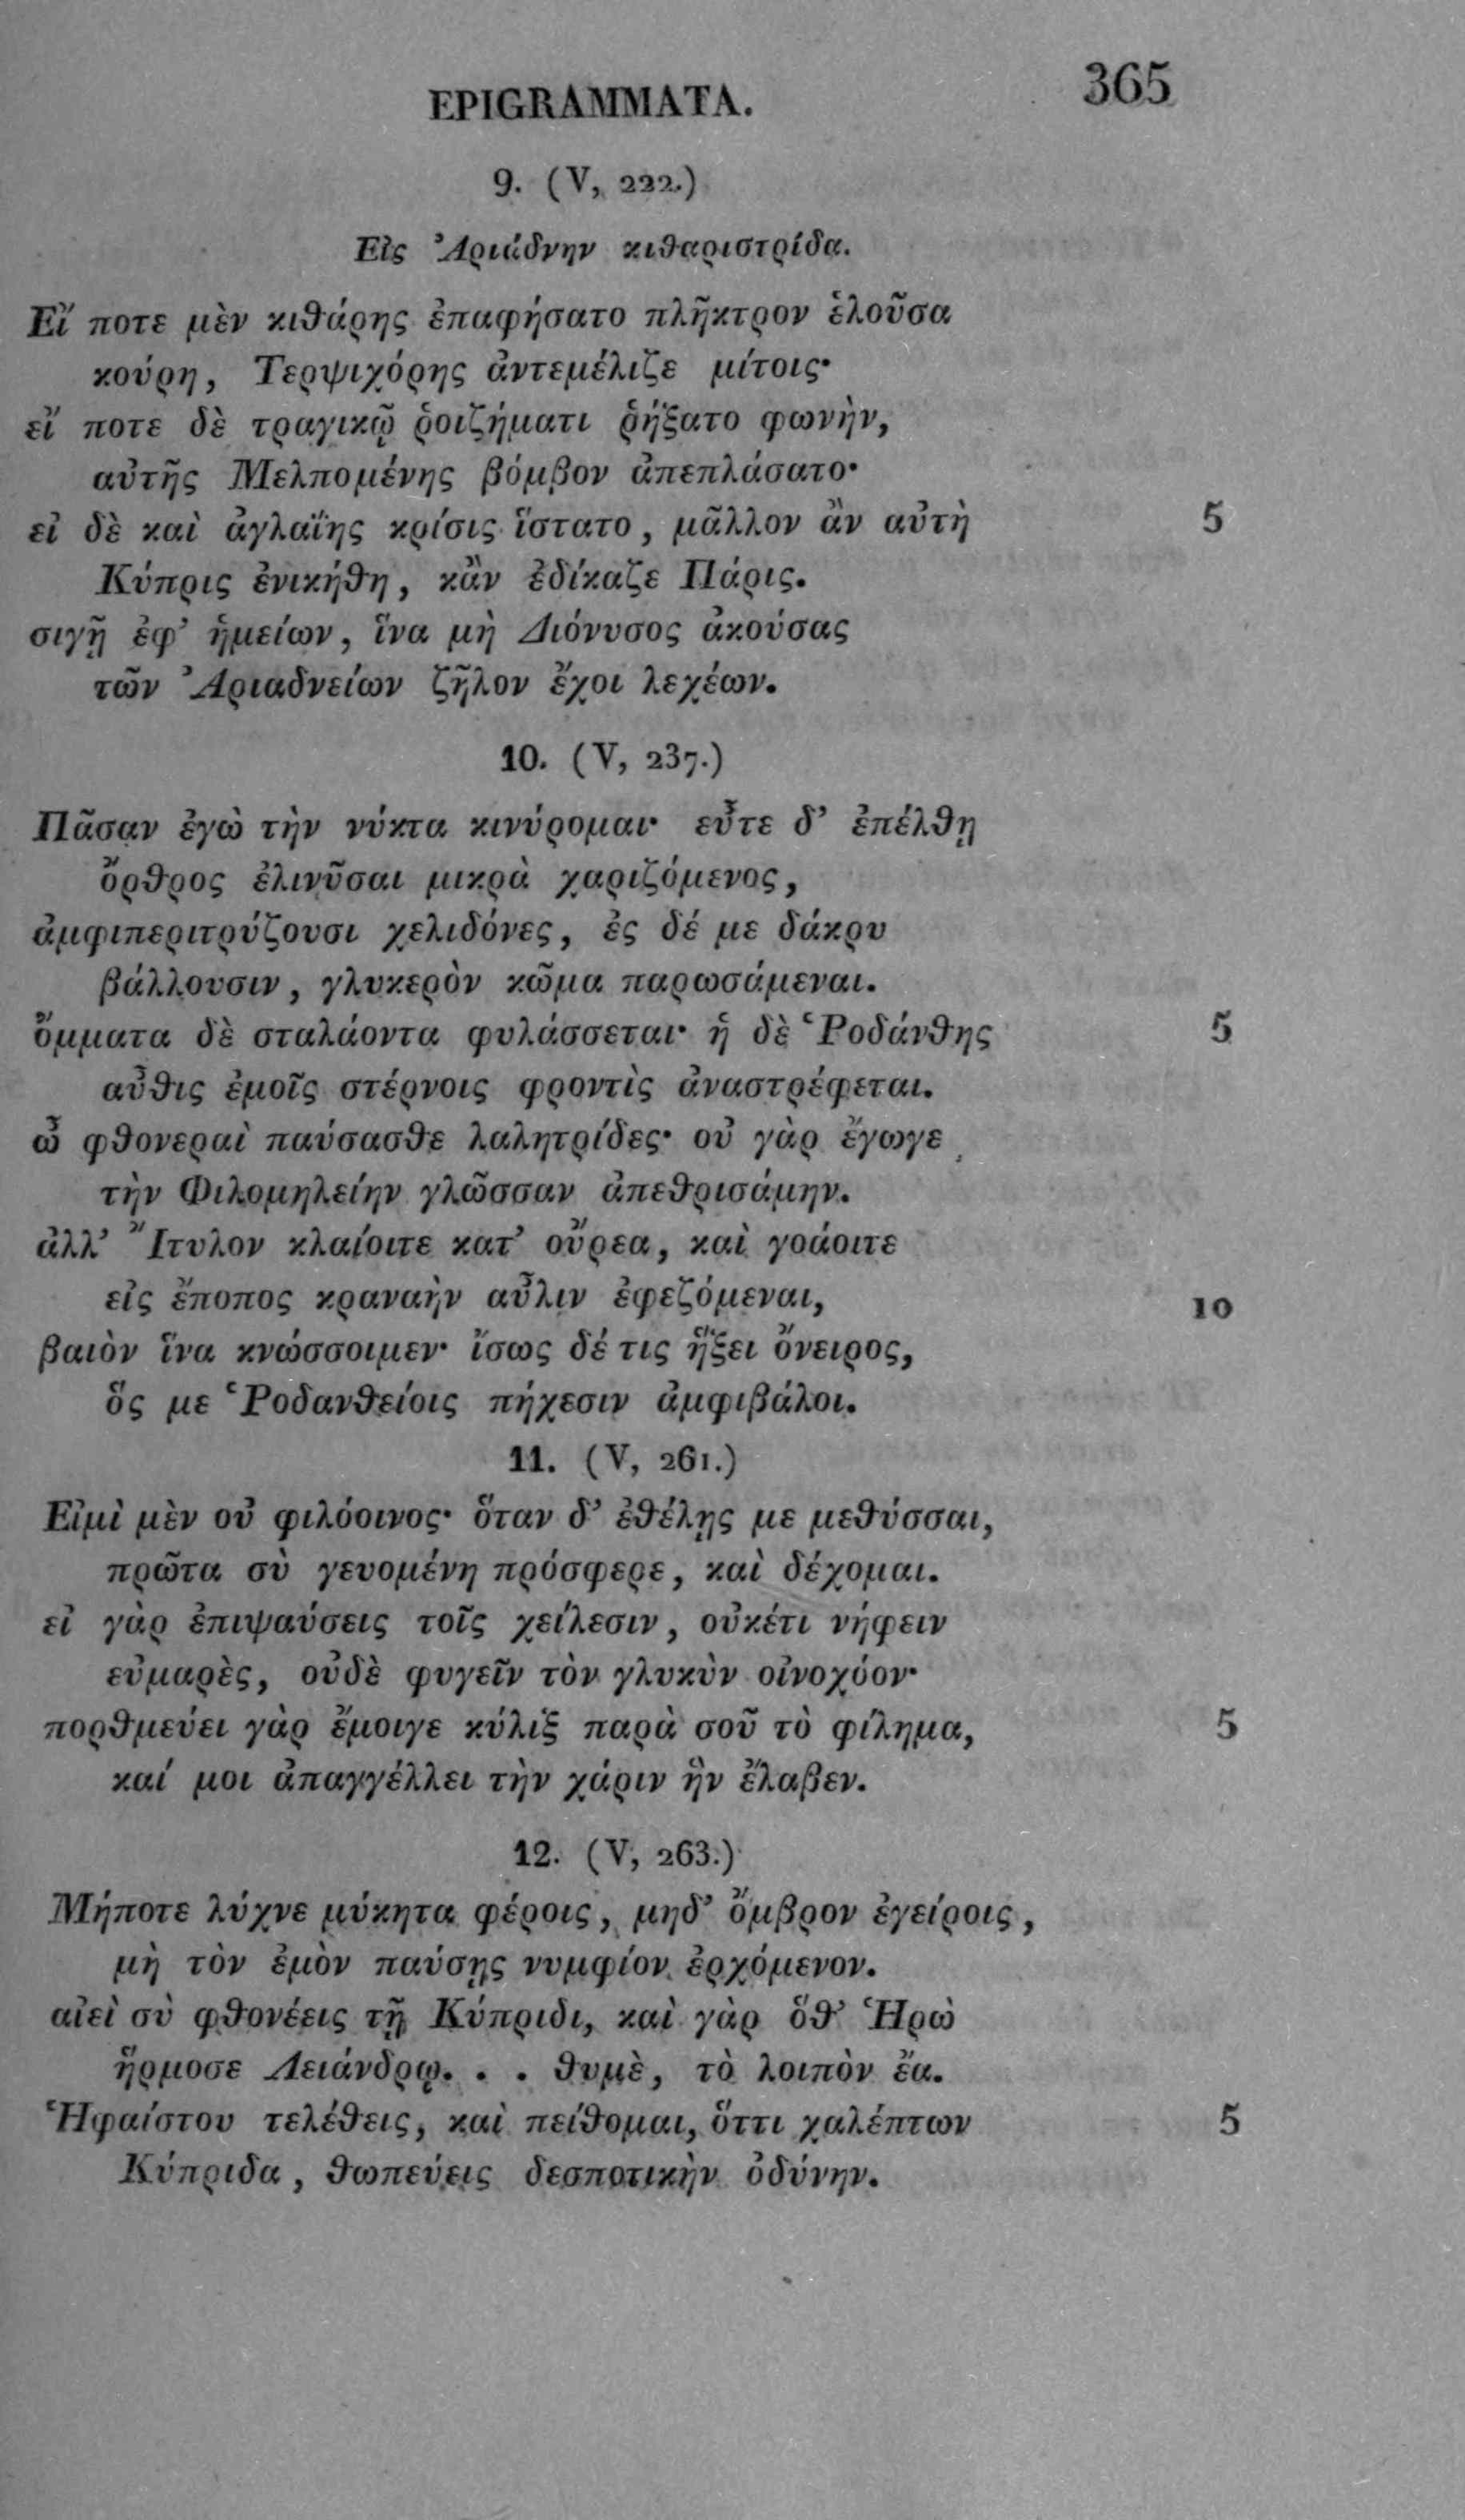 EPIGRAMMATA. 365
9. (V, 222.)
Εἰς Ἀριάδνην κιθαριστρίδα.
Εἴ ποτε μὲν κιθάρης ἐπαφήσατο πλῆκτρον ἑλοῦσα
κούρη, Τερψιχόρης ἀντεμέλιζε μίτοις·
εἴ ποτε δὲ τραγικῷ ῥοιζήματι ῥήξατο φωνὴν,
αὐτῆς Μελπομένης βόμβον ἀπεπλάσατο·
εἰ δὲ καὶ ἀγλαΐης κρίσις ἵστατο, μᾶλλον ἂν αὐτὴ 5
Κύπρις ἐνικήθη, κἂν ἐδίκαζε Πάρις.
σιγῇ ἐφ’ ἡμείων, ἵνα μὴ Διόνυσος ἀκούσας
τῶν Ἀριαδνείων ζῆλον ἔχοι λεχέων.
10. (V, 237.)
Πᾶσαν ἐγὼ τὴν νύκτα κινύρομαι· εὖτε δ’ ἐπέλθῃ
ὄρθρος ἐλινῦσαι μικρὰ χαριζόμενος,
ἀμφιπεριτρύζουσι χελιδόνες, ἐς δέ με δάκρυ
βάλλουσιν, γλυκερὸν κῶμα παρωσάμεναι.
ὄμματα δὲ σταλάοντα φυλάσσεται· ἡ δὲ Ῥοδάνθης 5
αὖθις ἐμοῖς στέρνοις φροντὶς ἀναστρέφεται.
ὦ φθονεραὶ παύσασθε λαλητρίδες· οὐ γὰρ ἔγωγε
τὴν Φιλομηλείην γλῶσσαν ἀπεθρισάμην.
ἀλλ’ Ἴτυλον κλαίοιτε κατ’ οὔρεα, καὶ γοάοιτε
εἰς ἔποπος κραναὴν αὖλιν ἐφεζόμεναι, 10
βαιὸν ἵνα κνώσσοιμεν· ἴσως δέ τις ἥξει ὄνειρος,
ὅς με Ῥοδανθείοις πήχεσιν ἀμφιβάλοι.
11. (V, 261.)
Εἰμὶ μὲν οὐ φιλόοινος· ὅταν δ’ ἐθέλῃς με μεθύσσαι,
πρῶτα σὺ γευομένη πρόσφερε, καὶ δέχομαι.
εἰ γὰρ ἐπιψαύσεις τοῖς χείλεσιν, οὐκέτι νήφειν
εὐμαρὲς, οὐδὲ φυγεῖν τὸν γλυκὺν οἰνοχόον·
πορθμεύει γὰρ ἔμοιγε κύλιξ παρὰ σοῦ τὸ φίλημα, 5
καί μοι ἀπαγγέλλει τὴν χάριν ἣν ἔλαβεν.
12. (V, 263.)
Μήποτε λύχνε μύκητα φέροις, μηδ’ ὄμβρον ἐγείροις,
μὴ τὸν ἐμὸν παύσῃς νυμφίον ἐρχόμενον.
αἰεὶ σὺ φθονέεις τῇ Κύπριδι, καὶ γὰρ ὅθ’ Ἡρὼ
ἥρμοσε Λειάνδρῳ. . . θυμὲ, τὸ λοιπὸν ἔα.
Ἡφαίστου τελέθεις, καὶ πείθομαι, ὅττι χαλέπτων 5
Κύπριδα, θωπεύεις δεσποτικὴν ὀδύνην.